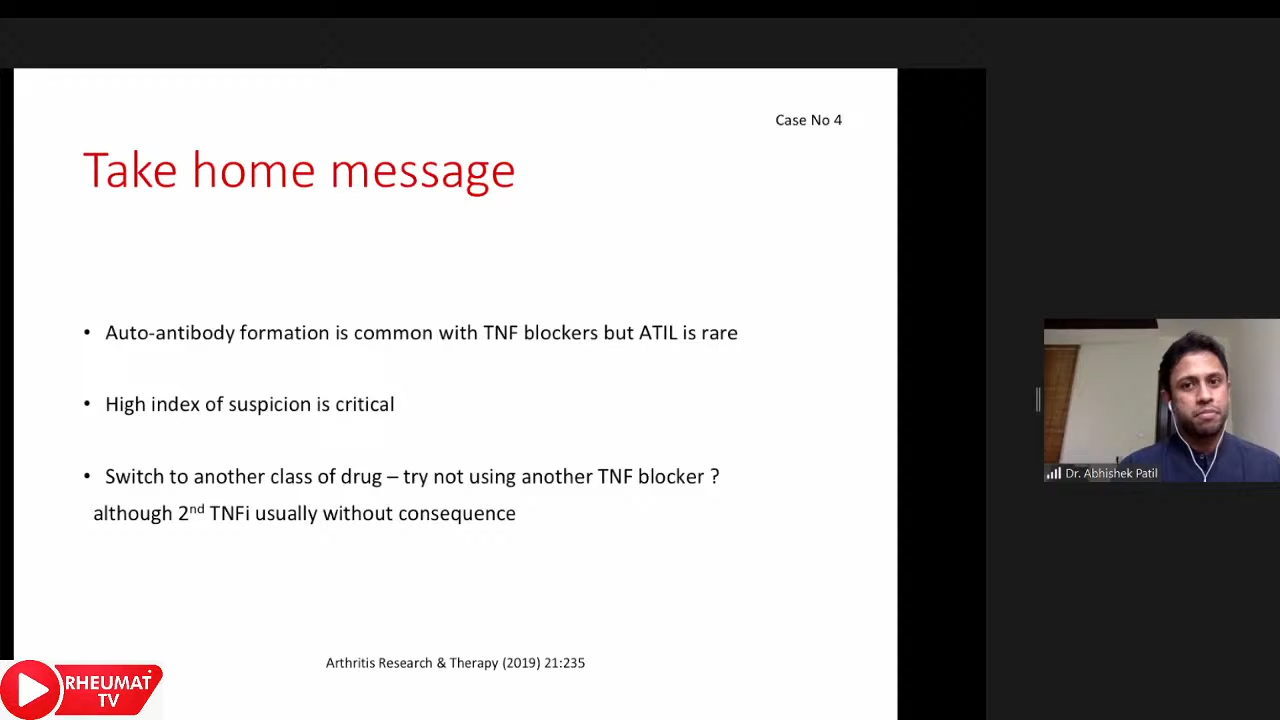 Case No 4
Take home message
• Auto-antibody formation is common with TNF blockers but ATIL is rare
• High index of suspicion is critical
• Switch to another class of drug – try not using another TNF blocker ?
although 2nd TNFi usually without consequence
Arthritis Research & Therapy (2019) 21:235
Dr. Abhishek Patil
RHEUMAT
TV